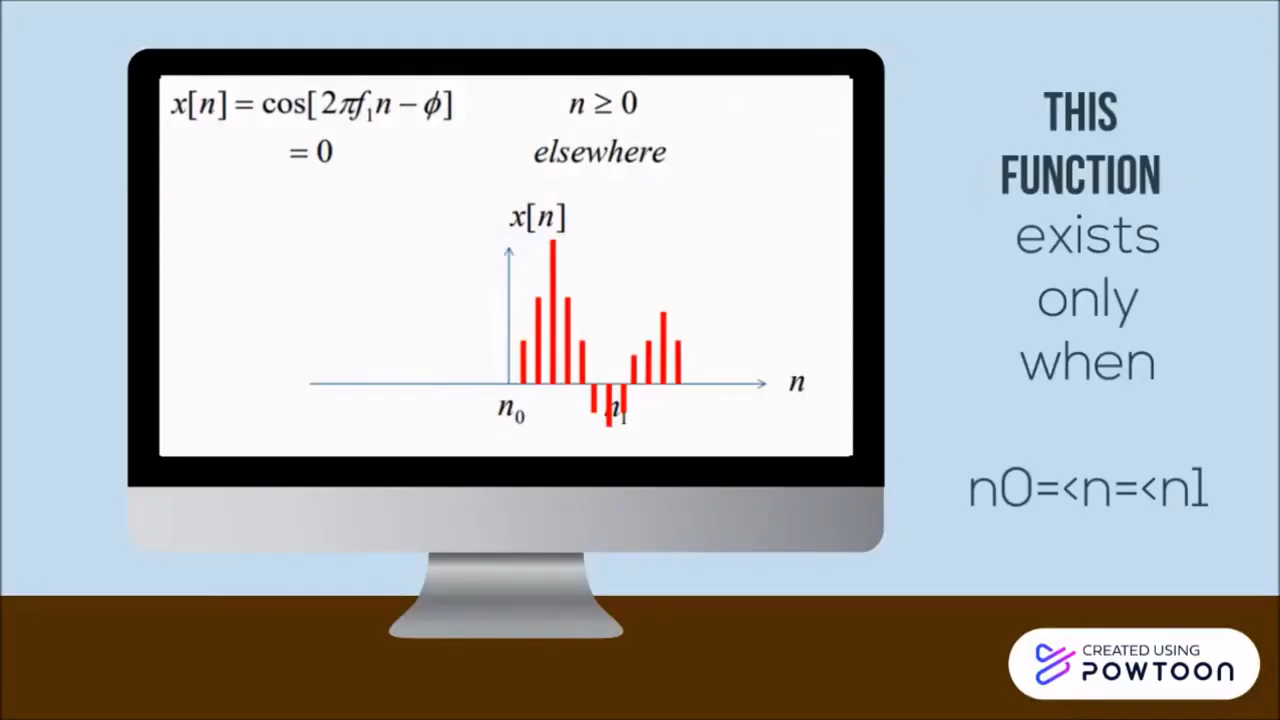 x[n] = cos[2πf₁n − ϕ] n ≥ 0
= 0 elsewhere
x[n]
n
n₀ n₁
THIS
FUNCTION
exists
only
when
n0=<n=<n1
CREATED USING
POWTOON